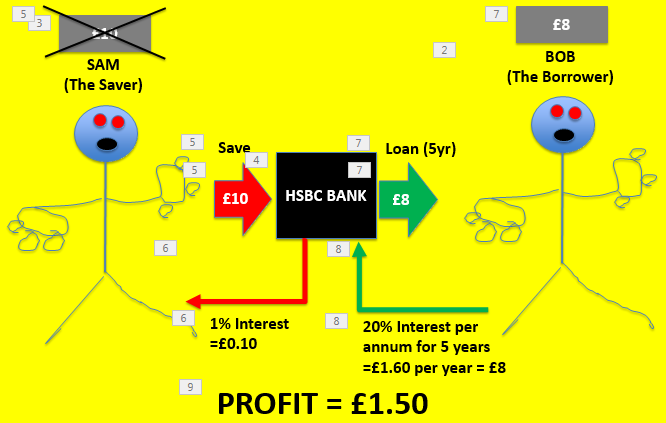 5
3
£10
SAM
(The Saver)
7
£8
2
BOB
(The Borrower)
5
Save
4
7
Loan (5yr)
5
7
£10
HSBC BANK
£8
6
8
6
1% Interest
=£0.10
8
20% Interest per
annum for 5 years
=£1.60 per year = £8
9
PROFIT = £1.50